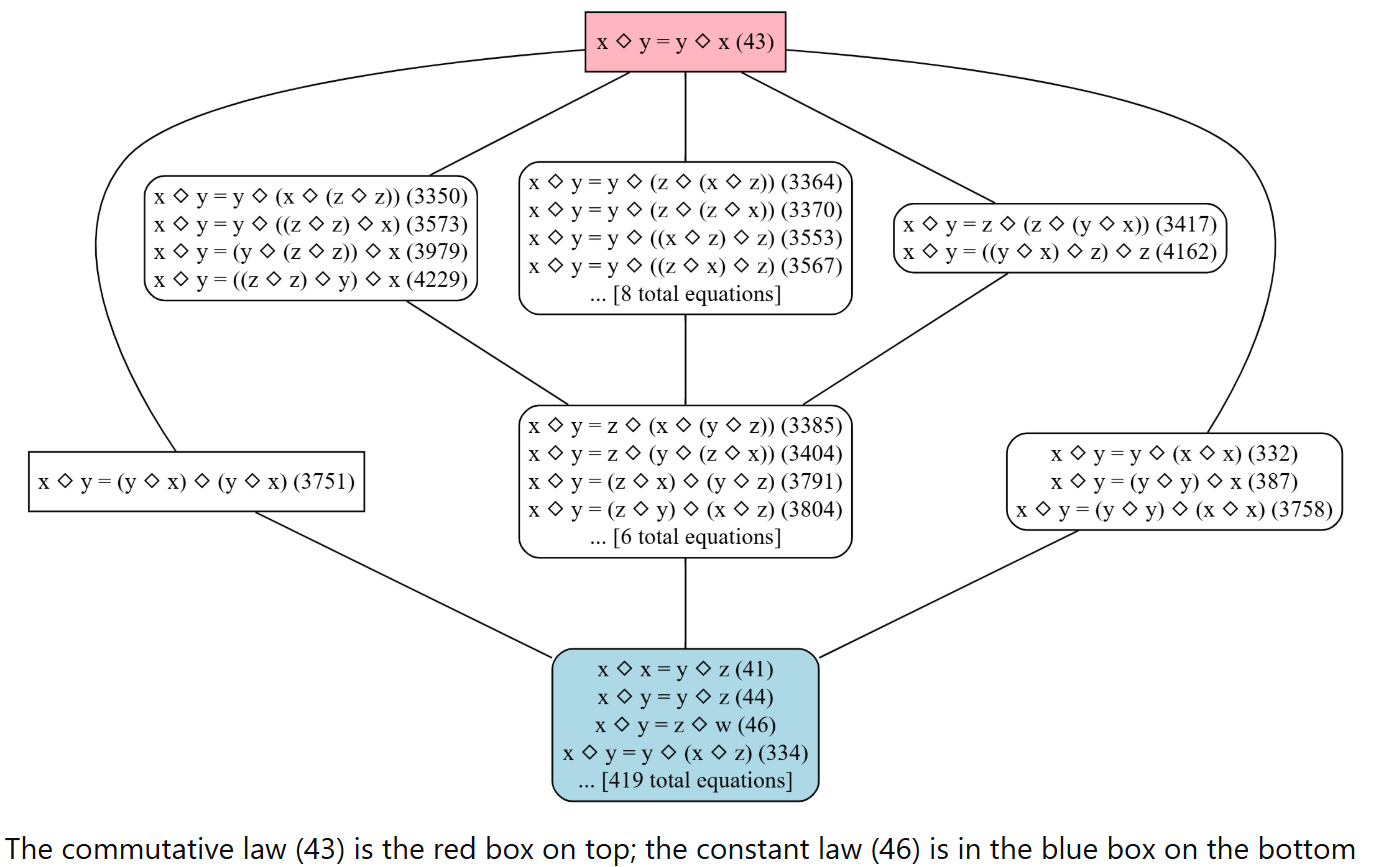 x ◇ y = y ◇ x (43)
x ◇ y = y ◇ (x ◇ (z ◇ z)) (3350)
x ◇ y = y ◇ ((z ◇ z) ◇ x) (3573)
x ◇ y = (y ◇ (z ◇ z)) ◇ x (3979)
x ◇ y = ((z ◇ z) ◇ y) ◇ x (4229)
x ◇ y = y ◇ (z ◇ (x ◇ z)) (3364)
x ◇ y = y ◇ (z ◇ (z ◇ x)) (3370)
x ◇ y = y ◇ ((x ◇ z) ◇ z) (3553)
x ◇ y = y ◇ ((z ◇ x) ◇ z) (3567)
... [8 total equations]
x ◇ y = z ◇ (z ◇ (y ◇ x)) (3417)
x ◇ y = ((y ◇ x) ◇ z) ◇ z (4162)
x ◇ y = (y ◇ x) ◇ (y ◇ x) (3751)
x ◇ y = z ◇ (x ◇ (y ◇ z)) (3385)
x ◇ y = z ◇ (y ◇ (z ◇ x)) (3404)
x ◇ y = (z ◇ x) ◇ (y ◇ z) (3791)
x ◇ y = (z ◇ y) ◇ (x ◇ z) (3804)
... [6 total equations]
x ◇ y = y ◇ (x ◇ x) (332)
x ◇ y = (y ◇ y) ◇ x (387)
x ◇ y = (y ◇ y) ◇ (x ◇ x) (3758)
x ◇ x = y ◇ z (41)
x ◇ y = y ◇ z (44)
x ◇ y = z ◇ w (46)
x ◇ y = y ◇ (x ◇ z) (334)
... [419 total equations]
The commutative law (43) is the red box on top; the constant law (46) is in the blue box on the bottom